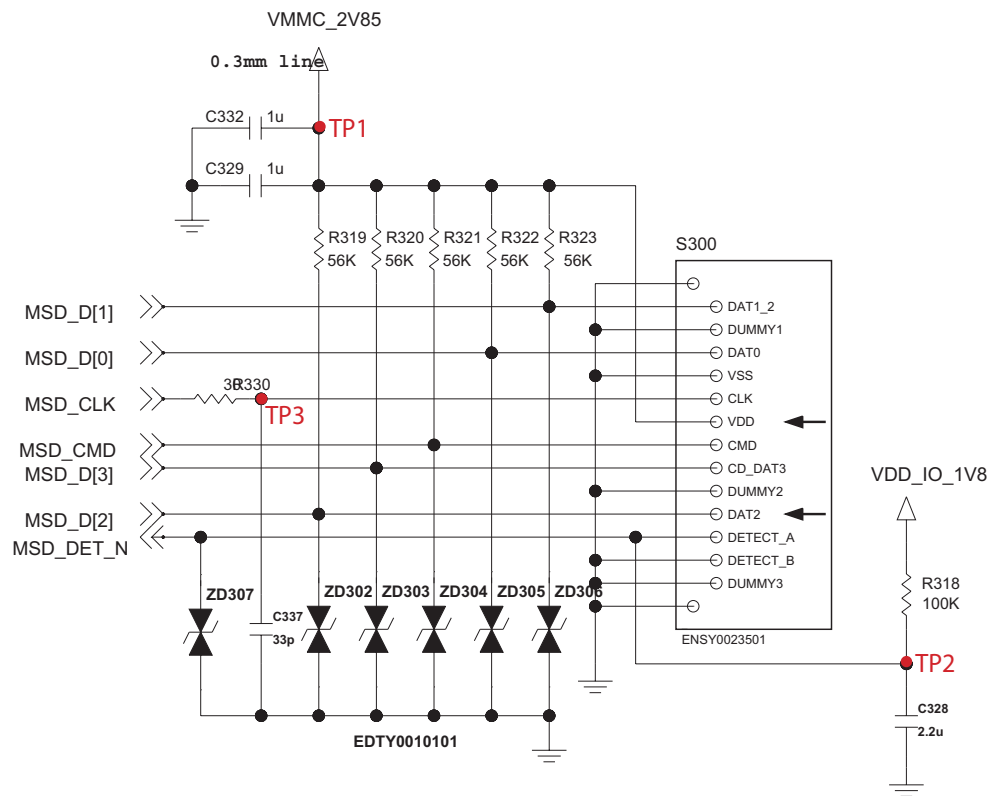 VMMC_2V85
0.3mm line
C332 1u
TP1
C329 1u
R319 R320 R321 R322 R323
56K 56K 56K 56K 56K
S300
MSD_D[1]
DAT1_2
DUMMY1
MSD_D[0]
DAT0
VSS
30 R330
MSD_CLK
CLK
TP3
VDD
MSD_CMD
CMD
MSD_D[3]
CD_DAT3
VDD_IO_1V8
DUMMY2
MSD_D[2]
DAT2
MSD_DET_N
DETECT_A
DETECT_B
DUMMY3
R318
100K
ZD307 ZD302 ZD303 ZD304 ZD305 ZD306
C337
33p
ENSY0023501
TP2
C328
2.2u
EDTY0010101